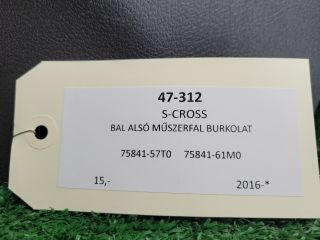 47-312
S-CROSS
BAL ALSÓ MŰSZERFAL BURKOLAT
75841-57T0 75841-61M0
15,- 2016-*